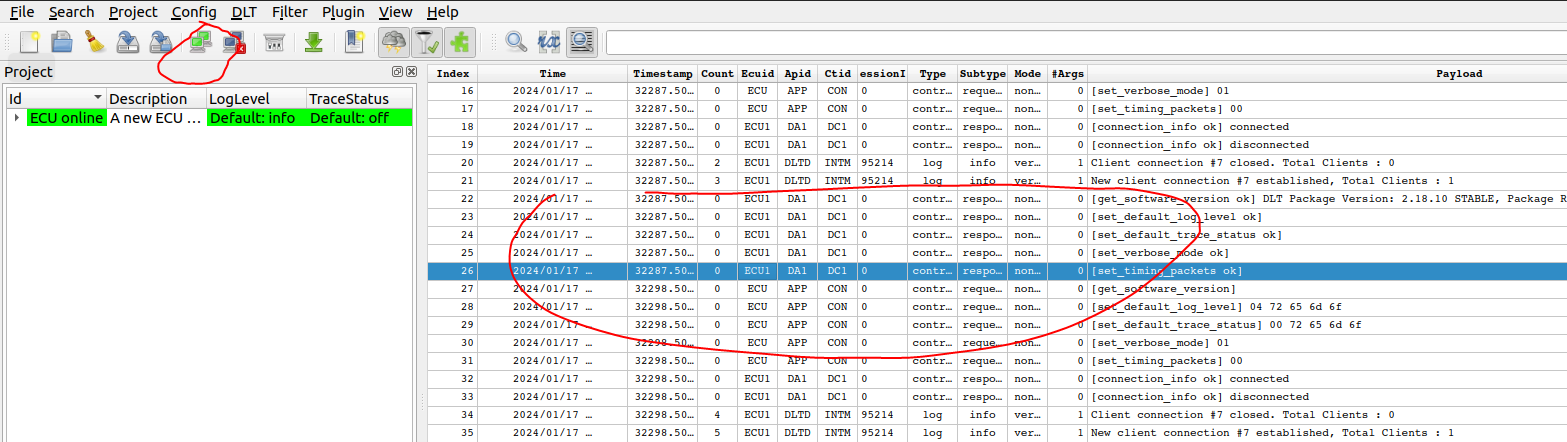 File Search Project Config DLT Filter Plugin View Help
Project
Id Description LogLevel TraceStatus
ECU online A new ECU ... Default: info Default: off
Index Time Timestamp Count Ecuid Apid Ctid essionI Type Subtype Mode #Args Payload
16 2024/01/17 … 32287.50… 0 ECU APP CON 0 contr… reque… non… 0 [set_verbose_mode] 01
17 2024/01/17 … 32287.50… 0 ECU APP CON 0 contr… reque… non… 0 [set_timing_packets] 00
18 2024/01/17 … 32287.50… 0 ECU1 DA1 DC1 0 contr… respo… non… 0 [connection_info ok] connected
19 2024/01/17 … 32287.50… 0 ECU1 DA1 DC1 0 contr… respo… non… 0 [connection_info ok] disconnected
20 2024/01/17 … 32287.50… 2 ECU1 DLTD INTM 95214 log info ver… 1 Client connection #7 closed. Total Clients : 0
21 2024/01/17 … 32287.50… 3 ECU1 DLTD INTM 95214 log info ver… 1 New client connection #7 established, Total Clients : 1
22 2024/01/17 … 32287.50… 0 ECU1 DA1 DC1 0 contr… respo… non… 0 [get_software_version ok] DLT Package Version: 2.18.10 STABLE, Package R
23 2024/01/17 … 32287.50… 0 ECU1 DA1 DC1 0 contr… respo… non… 0 [set_default_log_level ok]
24 2024/01/17 … 32287.50… 0 ECU1 DA1 DC1 0 contr… respo… non… 0 [set_default_trace_status ok]
25 2024/01/17 … 32287.50… 0 ECU1 DA1 DC1 0 contr… respo… non… 0 [set_verbose_mode ok]
26 2024/01/17 … 32287.50… 0 ECU1 DA1 DC1 0 contr… respo… non… 0 [set_timing_packets ok]
27 2024/01/17 … 32298.50… 0 ECU APP CON 0 contr… reque… non… 0 [get_software_version]
28 2024/01/17 … 32298.50… 0 ECU APP CON 0 contr… reque… non… 0 [set_default_log_level] 04 72 65 6d 6f
29 2024/01/17 … 32298.50… 0 ECU APP CON 0 contr… reque… non… 0 [set_default_trace_status] 00 72 65 6d 6f
30 2024/01/17 … 32298.50… 0 ECU APP CON 0 contr… reque… non… 0 [set_verbose_mode] 01
31 2024/01/17 … 32298.50… 0 ECU APP CON 0 contr… reque… non… 0 [set_timing_packets] 00
32 2024/01/17 … 32298.50… 0 ECU1 DA1 DC1 0 contr… respo… non… 0 [connection_info ok] connected
33 2024/01/17 … 32298.50… 0 ECU1 DA1 DC1 0 contr… respo… non… 0 [connection_info ok] disconnected
34 2024/01/17 … 32298.50… 4 ECU1 DLTD INTM 95214 log info ver… 1 Client connection #7 closed. Total Clients : 0
35 2024/01/17 … 32298.50… 5 ECU1 DLTD INTM 95214 log info ver… 1 New client connection #7 established, Total Clients : 1